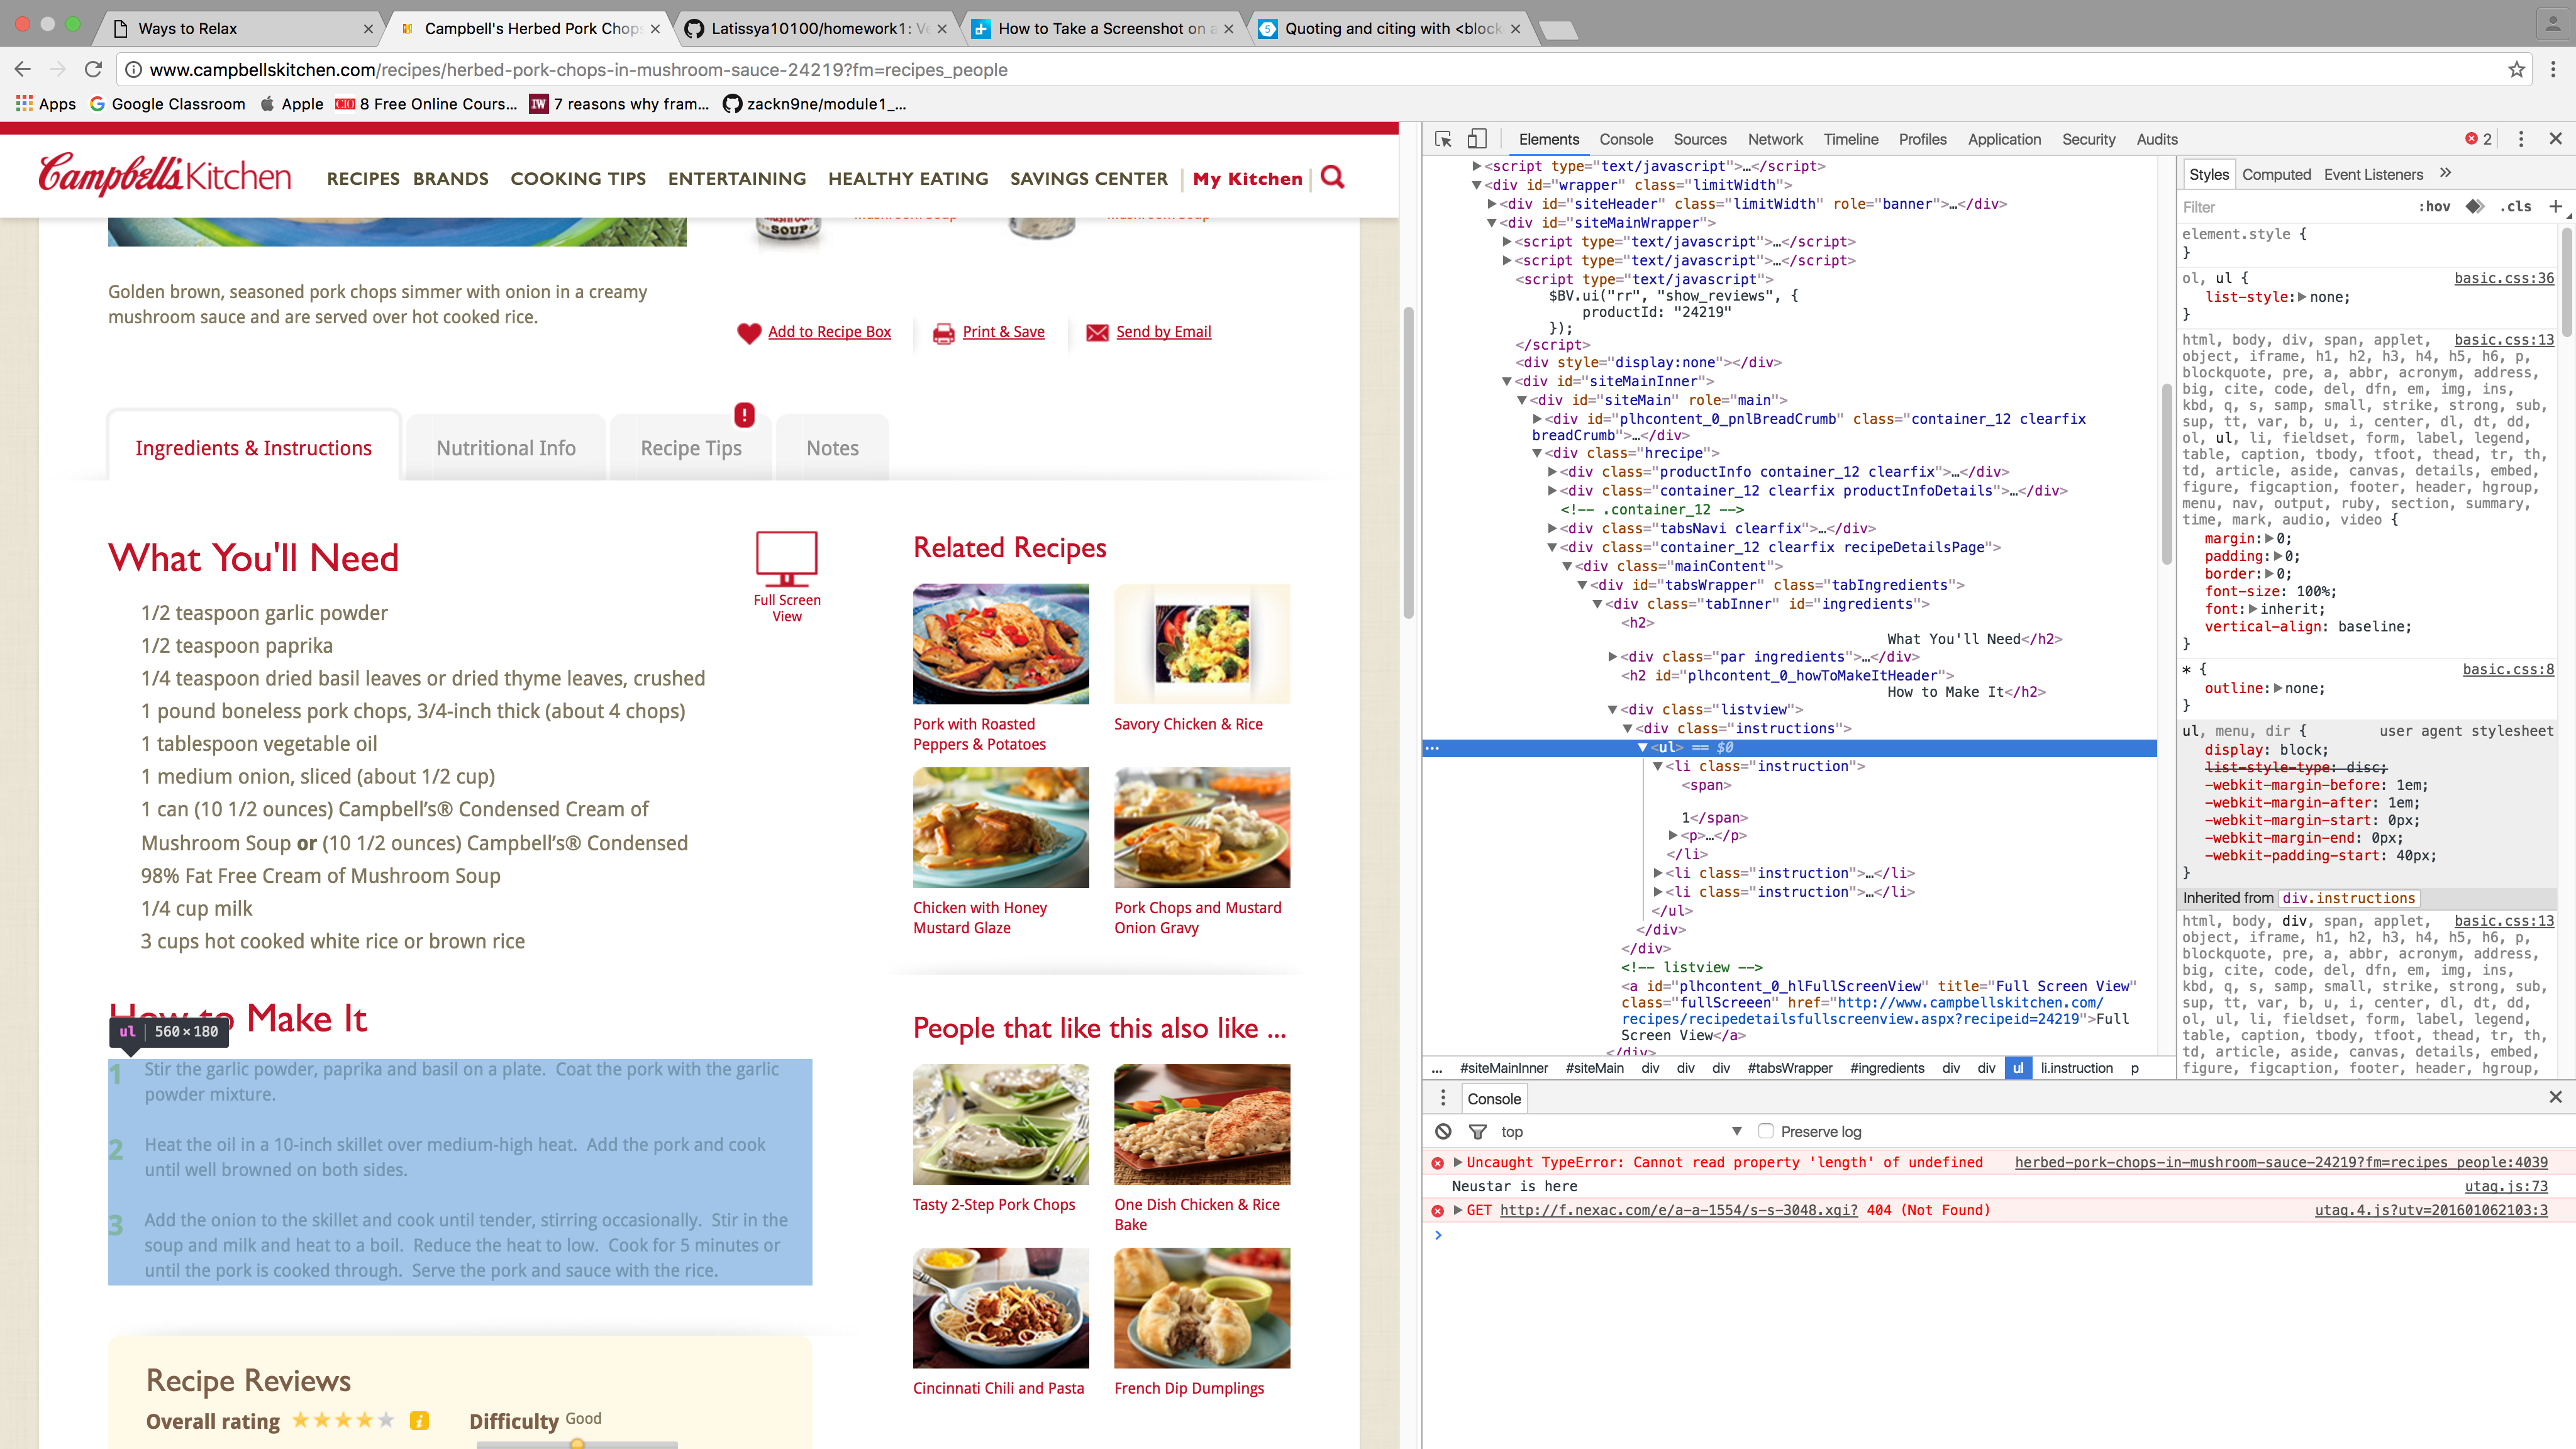 Ways to Relax
Campbell's Herbed Pork Chops
Latissya10100/homework1: Ve
How to Take a Screenshot on a
Quoting and citing with <block
www.campbellskitchen.com/recipes/herbed-pork-chops-in-mushroom-sauce-24219?fm=recipes_people
Apps
Google Classroom
Apple
8 Free Online Cours...
7 reasons why fram...
zackn9ne/module1_...
Campbell's Kitchen
RECIPES BRANDS COOKING TIPS ENTERTAINING HEALTHY EATING SAVINGS CENTER My Kitchen
SOUP
Golden brown, seasoned pork chops simmer with onion in a creamy
mushroom sauce and are served over hot cooked rice.
Add to Recipe Box
Print & Save
Send by Email
Ingredients & Instructions
Nutritional Info
Recipe Tips
!
Notes
What You'll Need
Full Screen
View
1/2 teaspoon garlic powder
1/2 teaspoon paprika
1/4 teaspoon dried basil leaves or dried thyme leaves, crushed
1 pound boneless pork chops, 3/4-inch thick (about 4 chops)
1 tablespoon vegetable oil
1 medium onion, sliced (about 1/2 cup)
1 can (10 1/2 ounces) Campbell’s® Condensed Cream of
Mushroom Soup or (10 1/2 ounces) Campbell’s® Condensed
98% Fat Free Cream of Mushroom Soup
1/4 cup milk
3 cups hot cooked white rice or brown rice
How to Make It
ul | 560 × 180
1 Stir the garlic powder, paprika and basil on a plate.  Coat the pork with the garlic
powder mixture.
2 Heat the oil in a 10-inch skillet over medium-high heat.  Add the pork and cook
until well browned on both sides.
3 Add the onion to the skillet and cook until tender, stirring occasionally.  Stir in the
soup and milk and heat to a boil.  Reduce the heat to low.  Cook for 5 minutes or
until the pork is cooked through.  Serve the pork and sauce with the rice.
Recipe Reviews
Overall rating
i
Difficulty Good
Related Recipes
Pork with Roasted
Peppers & Potatoes
Savory Chicken & Rice
Chicken with Honey
Mustard Glaze
Pork Chops and Mustard
Onion Gravy
People that like this also like ...
Tasty 2-Step Pork Chops
One Dish Chicken & Rice
Bake
Cincinnati Chili and Pasta
French Dip Dumplings
Elements Console Sources Network Timeline Profiles Application Security Audits
2
<script type="text/javascript">…</script>
<div id="wrapper" class="limitWidth">
<div id="siteHeader" class="limitWidth" role="banner">…</div>
<div id="siteMainWrapper">
<script type="text/javascript">…</script>
<script type="text/javascript">…</script>
<script type="text/javascript">
$BV.ui("rr", "show_reviews", {
productId: "24219"
});
</script>
<div style="display:none"></div>
<div id="siteMainInner">
<div id="siteMain" role="main">
<div id="plhcontent_0_pnlBreadCrumb" class="container_12 clearfix
breadCrumb">…</div>
<div class="hrecipe">
<div class="productInfo container_12 clearfix">…</div>
<div class="container_12 clearfix productInfoDetails">…</div>
<!-- .container_12 -->
<div class="tabsNavi clearfix">…</div>
<div class="container_12 clearfix recipeDetailsPage">
<div class="mainContent">
<div id="tabsWrapper" class="tabIngredients">
<div class="tabInner" id="ingredients">
<h2>
What You'll Need</h2>
<div class="par ingredients">…</div>
<h2 id="plhcontent_0_howToMakeItHeader">
How to Make It</h2>
<div class="listview">
<div class="instructions">
... <ul> == $0
<li class="instruction">
<span>
1</span>
<p>…</p>
</li>
<li class="instruction">…</li>
<li class="instruction">…</li>
</ul>
</div>
</div>
<!-- listview -->
<a id="plhcontent_0_hlFullScreenView" title="Full Screen View"
class="fullScreeen" href="http://www.campbellskitchen.com/
recipes/recipedetailsfullscreenview.aspx?recipeid=24219">Full
Screen View</a>
</div>
... #siteMainInner #siteMain div div div #tabsWrapper #ingredients div div ul li.instruction p
Styles Computed Event Listeners »
Filter :hov .cls +
element.style {
}
ol, ul { basic.css:36
list-style: none;
}
html, body, div, span, applet, basic.css:13
object, iframe, h1, h2, h3, h4, h5, h6, p,
blockquote, pre, a, abbr, acronym, address,
big, cite, code, del, dfn, em, img, ins,
kbd, q, s, samp, small, strike, strong, sub,
sup, tt, var, b, u, i, center, dl, dt, dd,
ol, ul, li, fieldset, form, label, legend,
table, caption, tbody, tfoot, thead, tr, th,
td, article, aside, canvas, details, embed,
figure, figcaption, footer, header, hgroup,
menu, nav, output, ruby, section, summary,
time, mark, audio, video {
margin: 0;
padding: 0;
border: 0;
font-size: 100%;
font: inherit;
vertical-align: baseline;
}
* { basic.css:8
outline: none;
}
ul, menu, dir { user agent stylesheet
display: block;
list-style-type: disc;
-webkit-margin-before: 1em;
-webkit-margin-after: 1em;
-webkit-margin-start: 0px;
-webkit-margin-end: 0px;
-webkit-padding-start: 40px;
}
Inherited from div.instructions
html, body, div, span, applet, basic.css:13
object, iframe, h1, h2, h3, h4, h5, h6, p,
blockquote, pre, a, abbr, acronym, address,
big, cite, code, del, dfn, em, img, ins,
kbd, q, s, samp, small, strike, strong, sub,
sup, tt, var, b, u, i, center, dl, dt, dd,
ol, ul, li, fieldset, form, label, legend,
table, caption, tbody, tfoot, thead, tr, th,
td, article, aside, canvas, details, embed,
figure, figcaption, footer, header, hgroup,
Console
top Preserve log
Uncaught TypeError: Cannot read property 'length' of undefined herbed-pork-chops-in-mushroom-sauce-24219?fm=recipes_people:4039
Neustar is here utag.js:73
GET http://f.nexac.com/e/a-a-1554/s-s-3048.xgi? 404 (Not Found) utag.4.js?utv=201601062103:3